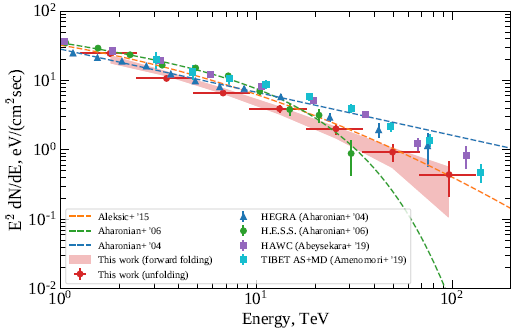 10²
10¹
10⁰
10⁻¹
10⁻²
E² dN/dE, eV/(cm² sec)
Aleksic+ '15
Aharonian+ '06
Aharonian+ '04
This work (forward folding)
This work (unfolding)
HEGRA (Aharonian+ '04)
H.E.S.S. (Aharonian+ '06)
HAWC (Abeysekara+ '19)
TIBET AS+MD (Amenomori+ '19)
10⁰
10¹
10²
Energy, TeV